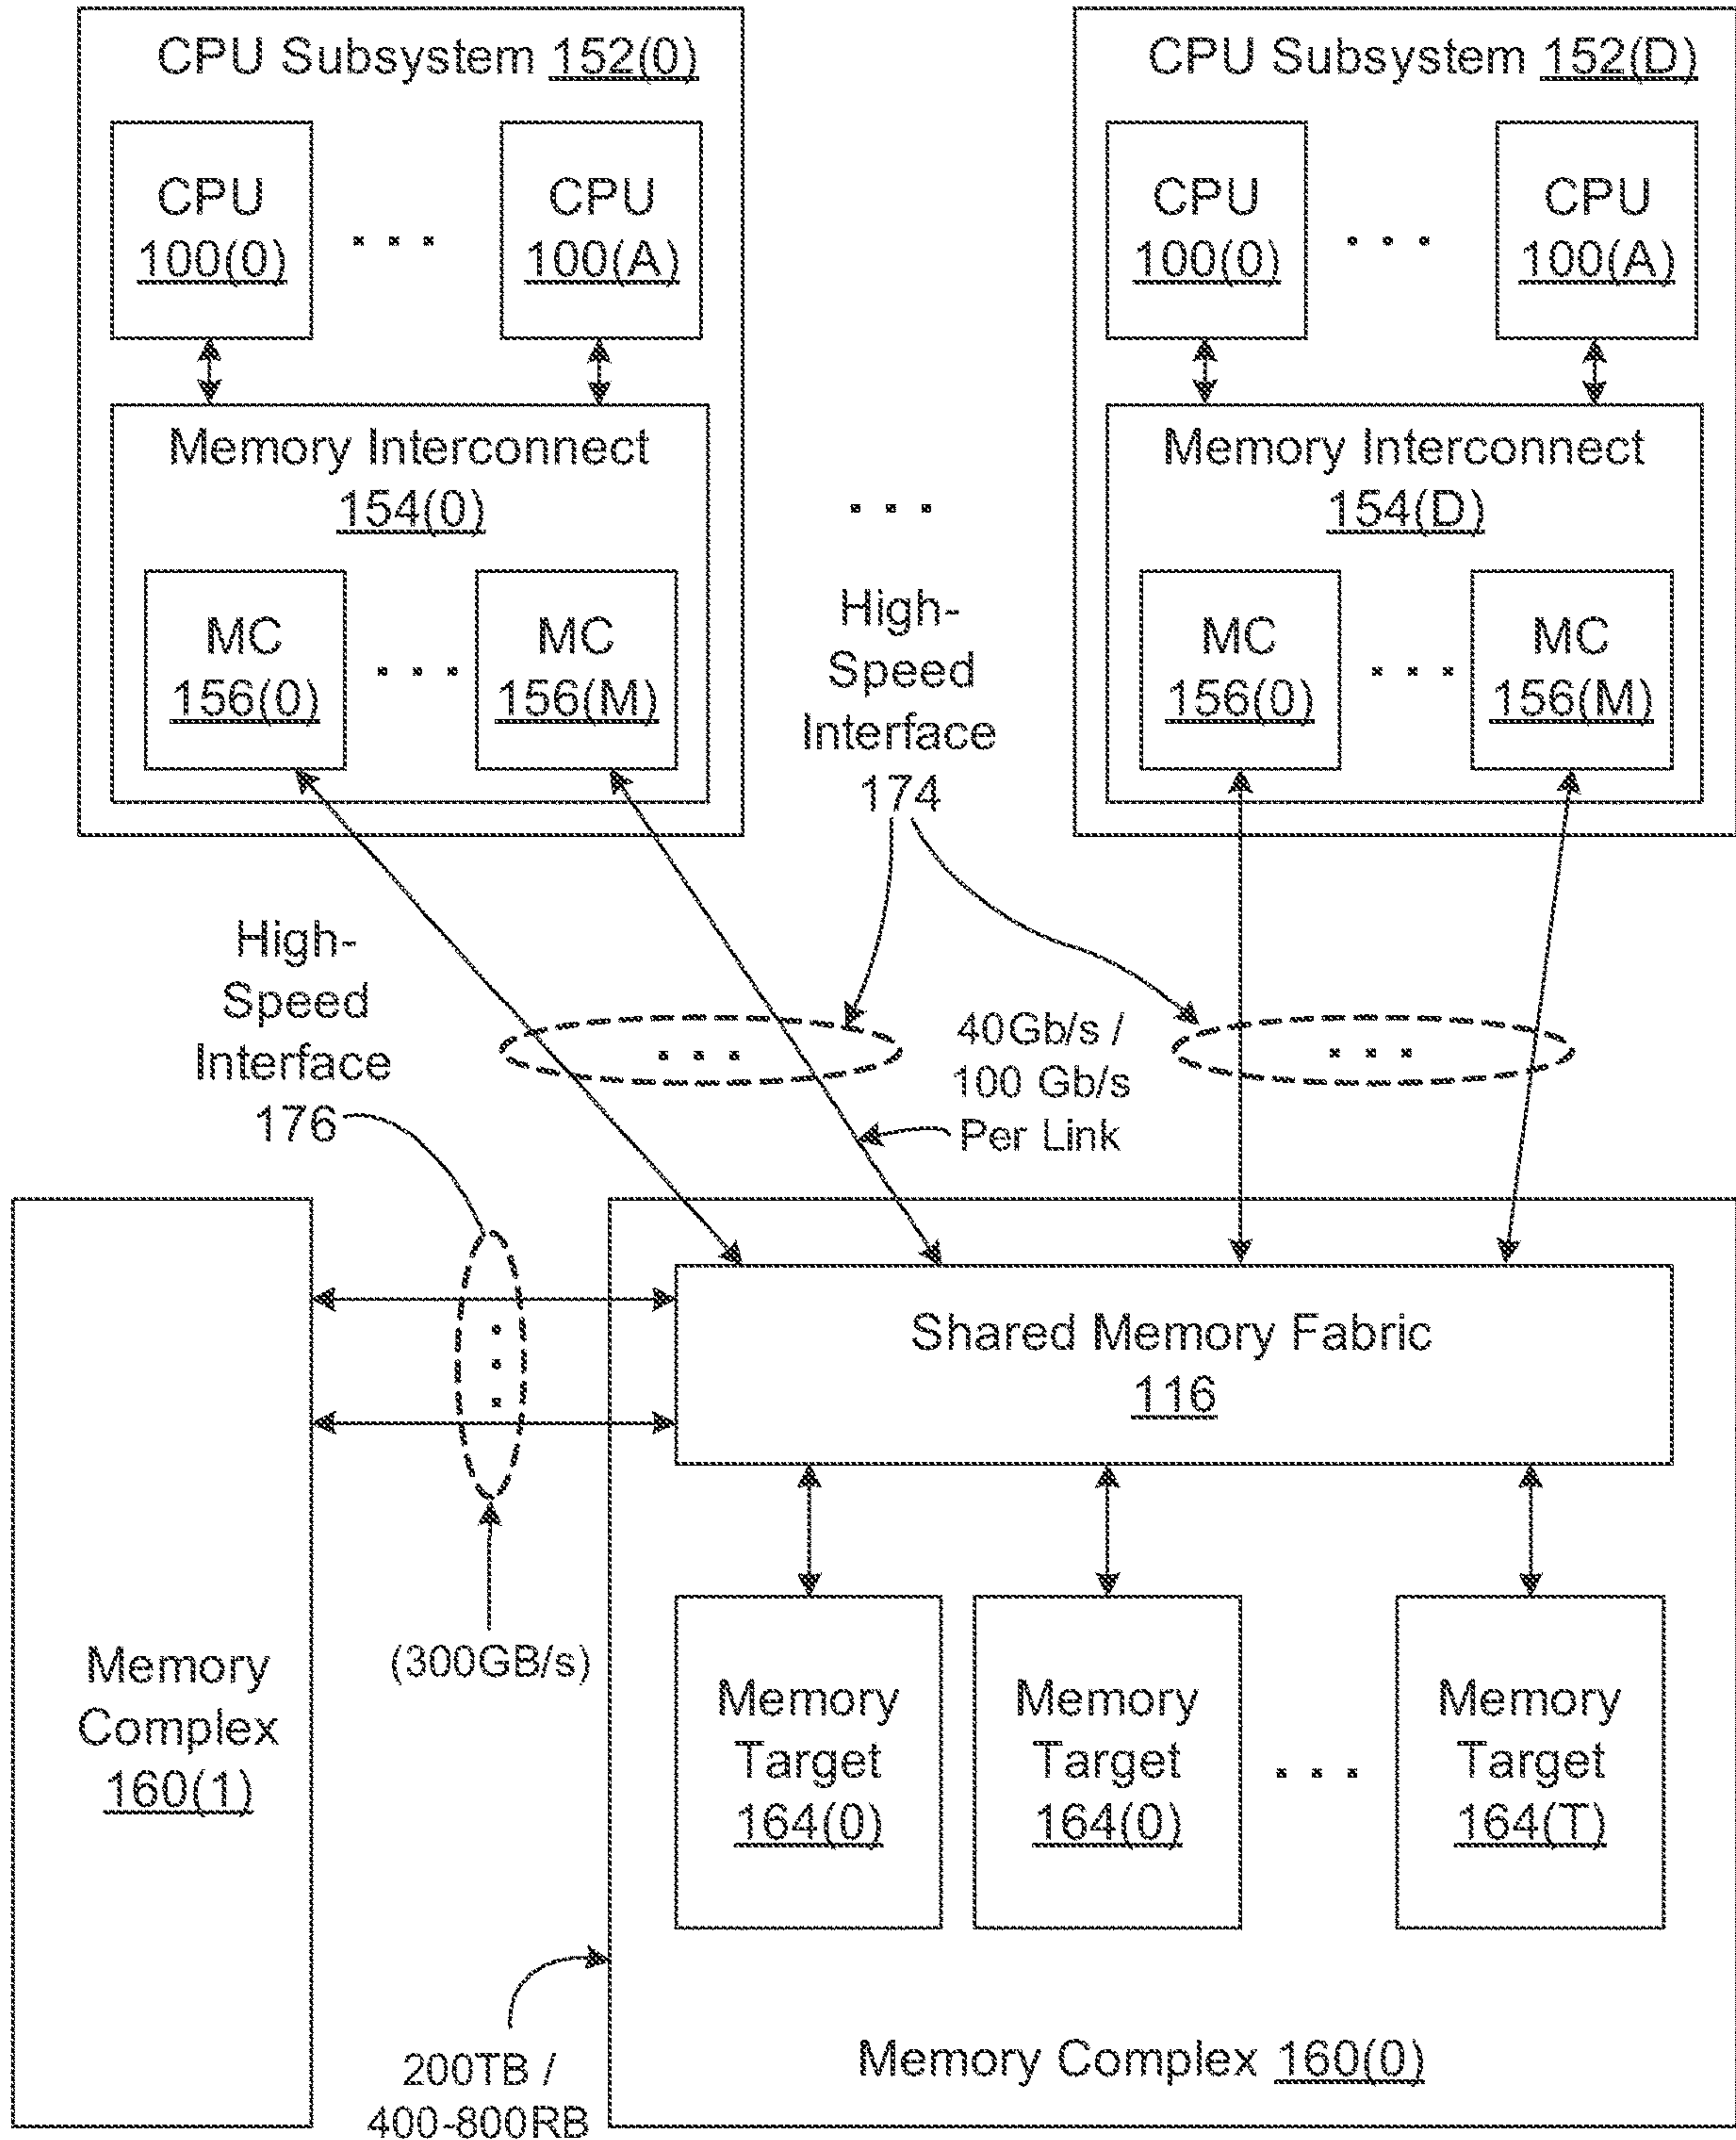 CPU Subsystem 152(0)
CPU
100(0)
. . .
CPU
100(A)
Memory Interconnect
154(0)
MC
156(0)
. . .
MC
156(M)
. . .
High-
Speed
Interface
174
CPU Subsystem 152(D)
CPU
100(0)
. . .
CPU
100(A)
Memory Interconnect
154(D)
MC
156(0)
. . .
MC
156(M)
High-
Speed
Interface
176
. . .
40Gb/s /
100 Gb/s
Per Link
. . .
Memory
Complex
160(1)
. . .
(300GB/s)
Shared Memory Fabric
116
Memory
Target
164(0)
Memory
Target
164(0)
. . .
Memory
Target
164(T)
200TB /
400-800RB
Memory Complex 160(0)